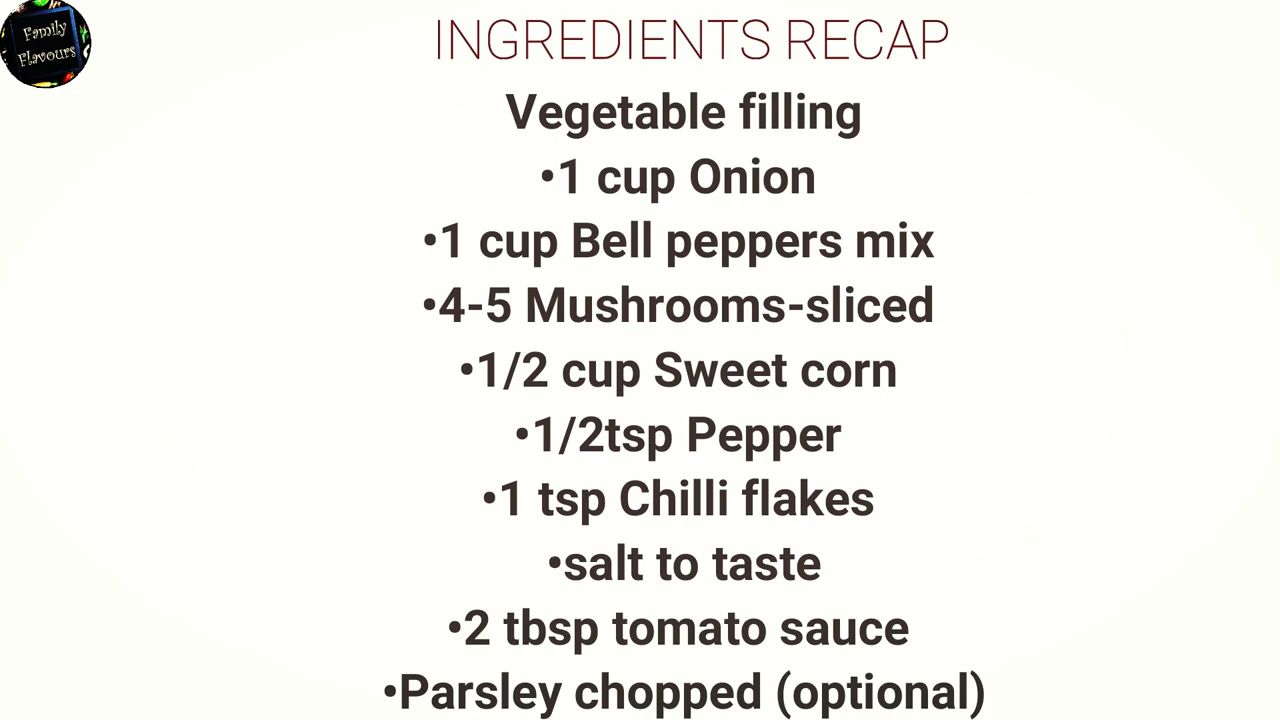 Family
Flavours
INGREDIENTS RECAP
Vegetable filling
•1 cup Onion
•1 cup Bell peppers mix
•4-5 Mushrooms-sliced
•1/2 cup Sweet corn
•1/2tsp Pepper
•1 tsp Chilli flakes
•salt to taste
•2 tbsp tomato sauce
•Parsley chopped (optional)